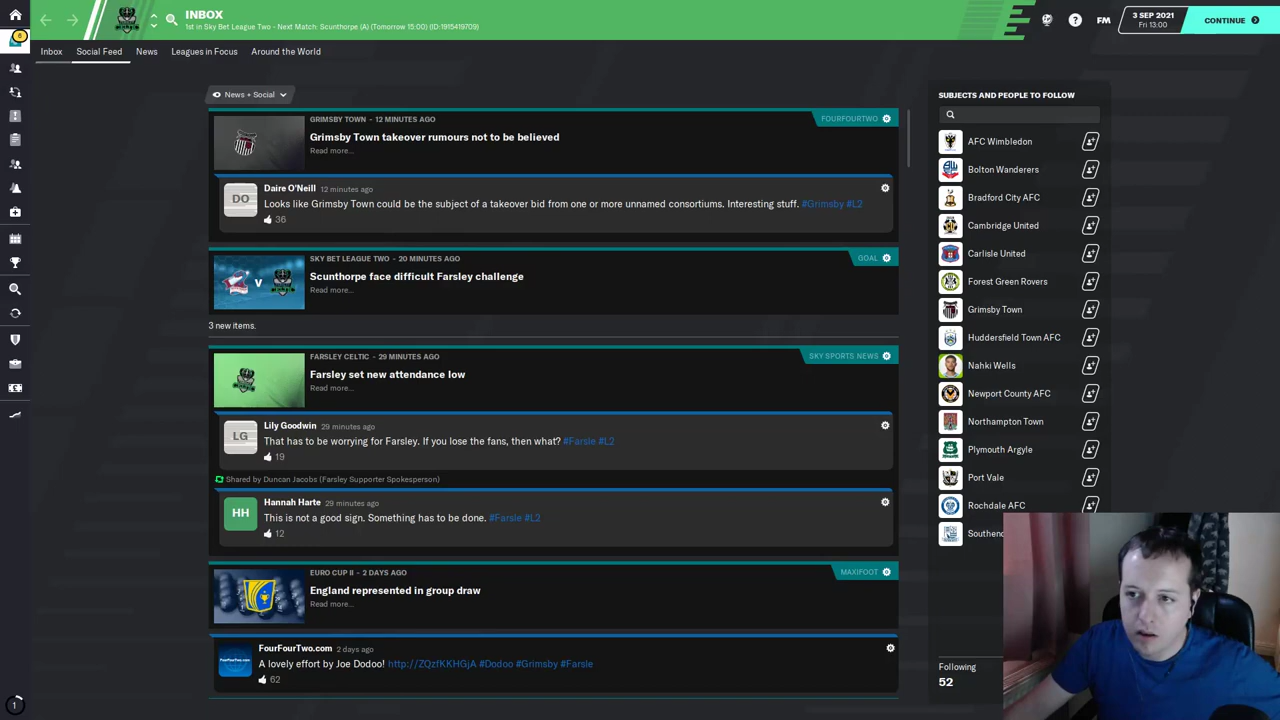 INBOX
1st in Sky Bet League Two - Next Match: Scunthorpe (A) (Tomorrow 15:00) (ID:1915419709)
FM
3 SEP 2021
Fri 13:00
CONTINUE
6
Inbox
Social Feed
News
Leagues in Focus
Around the World
News + Social
GRIMSBY TOWN - 12 MINUTES AGO
FOURFOURTWO
Grimsby Town takeover rumours not to be believed
Read more...
DO
Daire O'Neill 12 minutes ago
Looks like Grimsby Town could be the subject of a takeover bid from one or more unnamed consortiums. Interesting stuff. #Grimsby #L2
36
SKY BET LEAGUE TWO - 20 MINUTES AGO
GOAL
V
Scunthorpe face difficult Farsley challenge
Read more...
3 new items.
FARSLEY CELTIC - 29 MINUTES AGO
SKY SPORTS NEWS
Farsley set new attendance low
Read more...
LG
Lily Goodwin 29 minutes ago
That has to be worrying for Farsley. If you lose the fans, then what? #Farsle #L2
19
Shared by Duncan Jacobs (Farsley Supporter Spokesperson)
HH
Hannah Harte 29 minutes ago
This is not a good sign. Something has to be done. #Farsle #L2
12
EURO CUP II - 2 DAYS AGO
MAXIFOOT
England represented in group draw
Read more...
FourFourTwo.com 2 days ago
A lovely effort by Joe Dodoo! http://ZQzfKKHGjA #Dodoo #Grimsby #Farsle
62
SUBJECTS AND PEOPLE TO FOLLOW
AFC Wimbledon
Bolton Wanderers
Bradford City AFC
Cambridge United
Carlisle United
Forest Green Rovers
Grimsby Town
Huddersfield Town AFC
Nahki Wells
Newport County AFC
Northampton Town
Plymouth Argyle
Port Vale
Rochdale AFC
Southend
Following
52
1